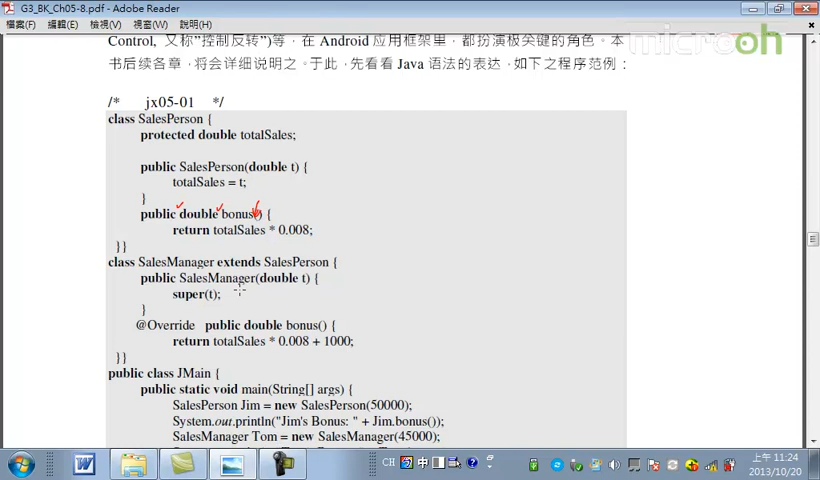 G3_BK_Ch05-8.pdf - Adobe Reader
檔案(F) 編輯(E) 檢視(V) 視窗(W) 說明(H)
microoh
Control, 又称"控制反转")等，在 Android 应用框架里，都扮演极关键的角色。本
书后续各章，将会详细说明之。于此，先看看 Java 语法的表达，如下之程序范例：
/* jx05-01 */
class SalesPerson {
protected double totalSales;
public SalesPerson(double t) {
totalSales = t;
}
public double bonus() {
return totalSales * 0.008;
}}
class SalesManager extends SalesPerson {
public SalesManager(double t) {
super(t);
}
@Override public double bonus() {
return totalSales * 0.008 + 1000;
}}
public class JMain {
public static void main(String[] args) {
SalesPerson Jim = new SalesPerson(50000);
System.out.println("Jim's Bonus: " + Jim.bonus());
SalesManager Tom = new SalesManager(45000);
CH 中
上午 11:24
2013/10/20